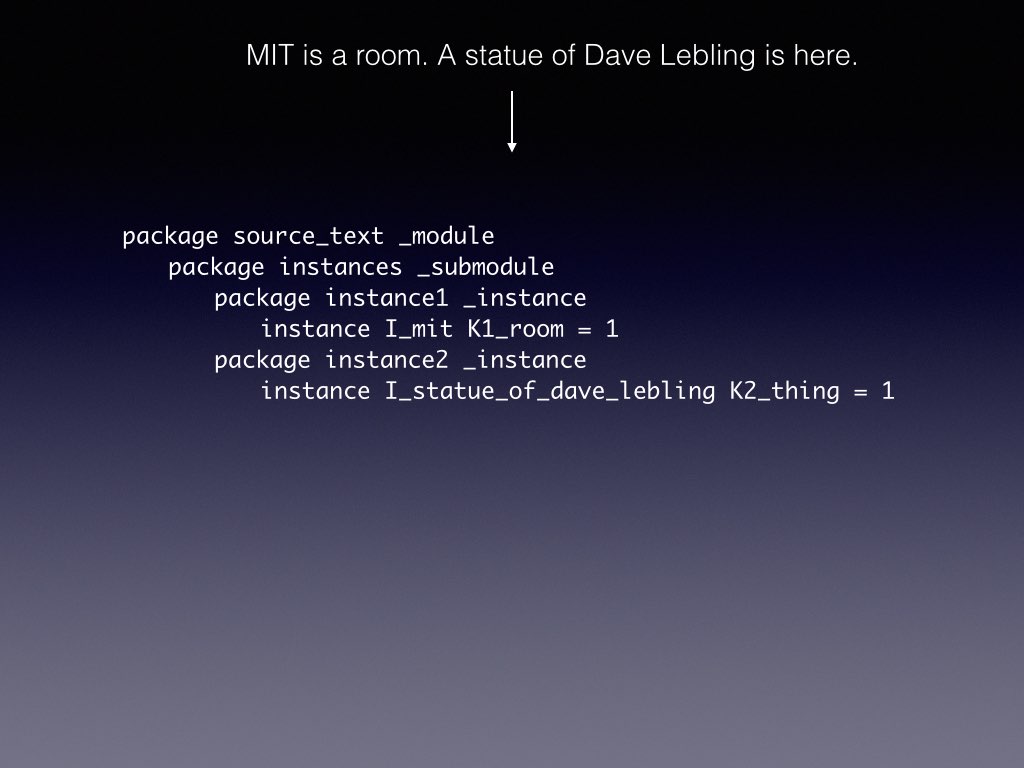 MIT is a room. A statue of Dave Lebling is here.
package source_text _module
package instances _submodule
package instance1 _instance
instance I_mit K1_room = 1
package instance2 _instance
instance I_statue_of_dave_lebling K2_thing = 1